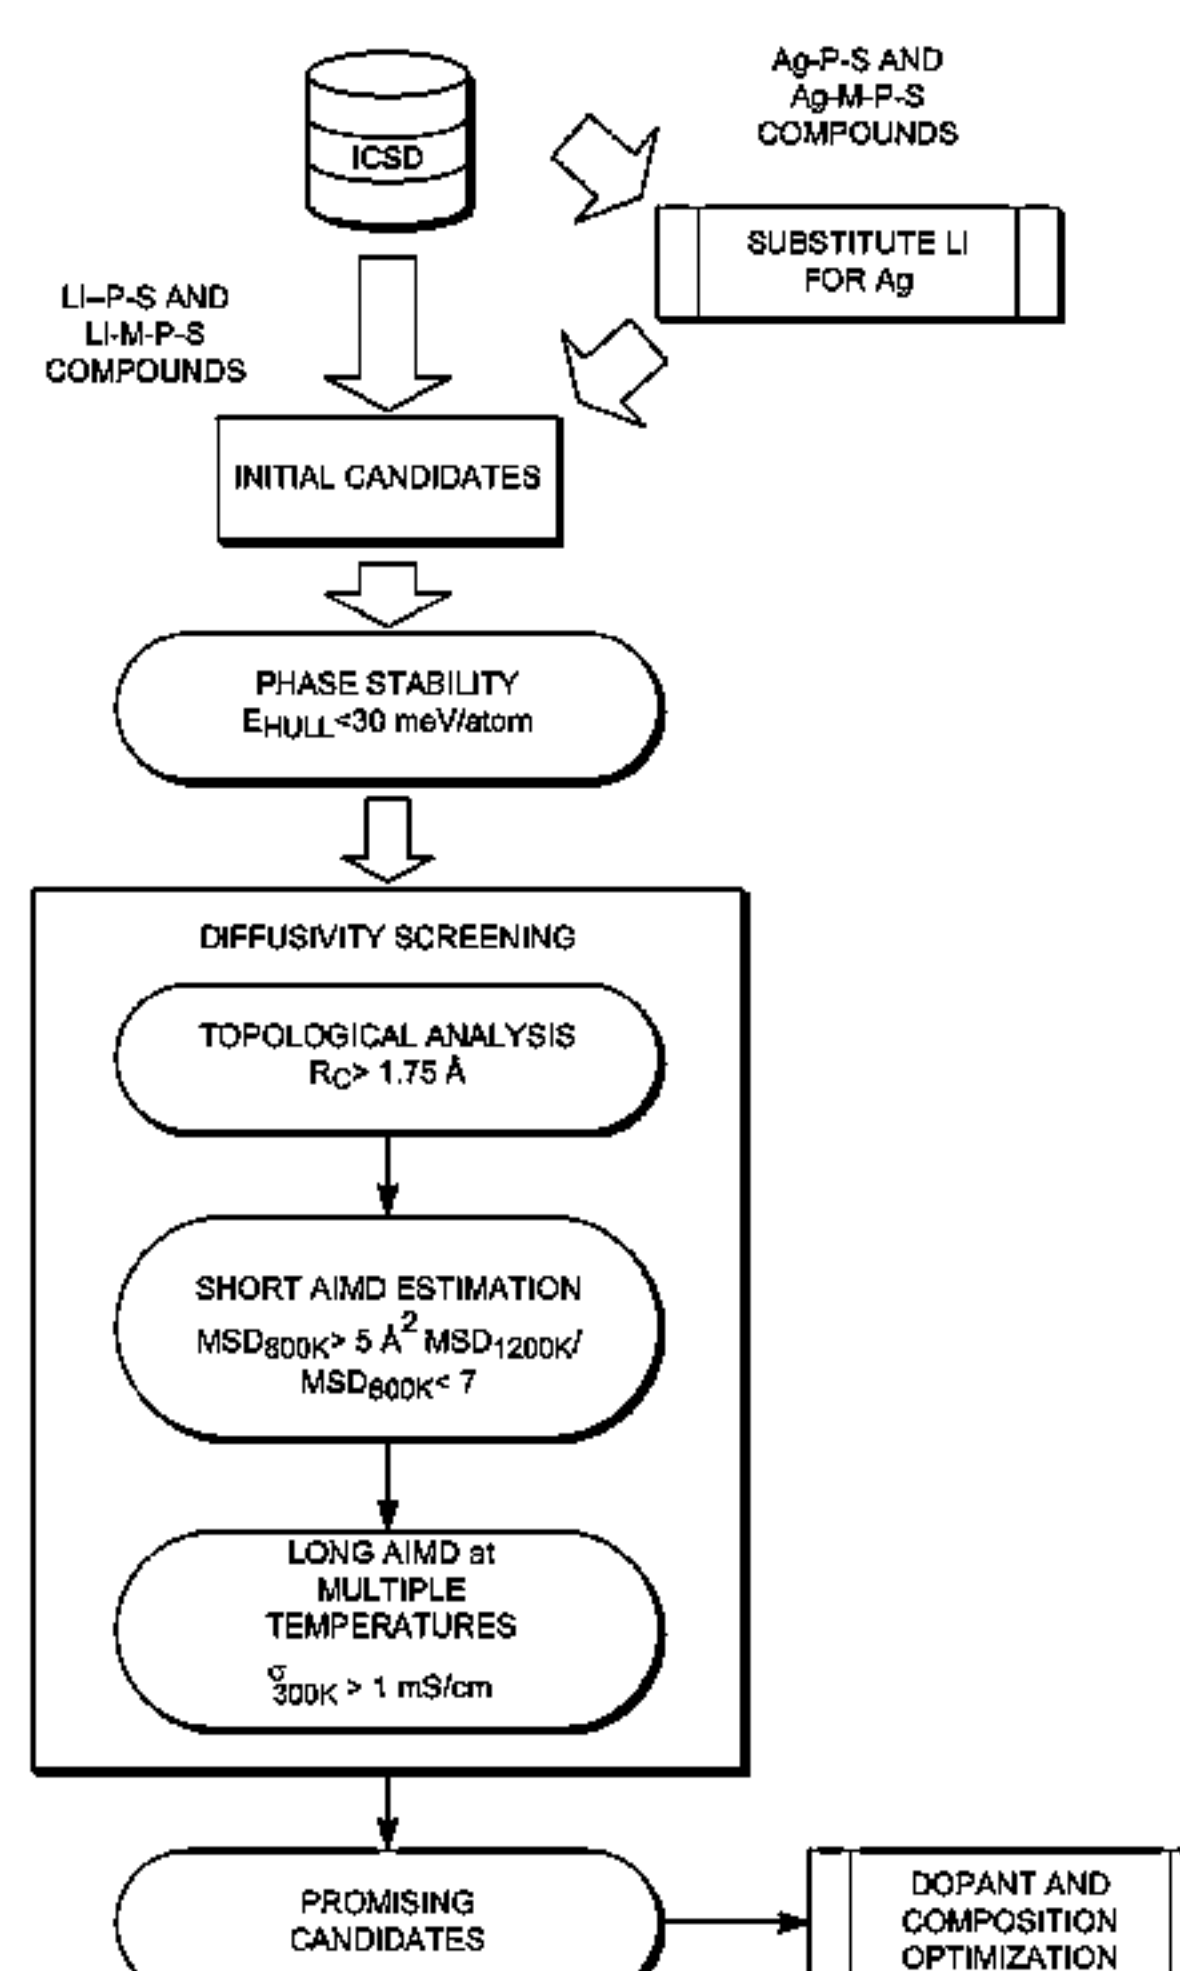 Ag-P-S AND
Ag-M-P-S
COMPOUNDS
ICSD
SUBSTITUTE LI
FOR Ag
LI–P-S AND
LI-M-P-S
COMPOUNDS
INITIAL CANDIDATES
PHASE STABILITY
EHULL<30 meV/atom
DIFFUSIVITY SCREENING
TOPOLOGICAL ANALYSIS
RC> 1.75 Å
SHORT AIMD ESTIMATION
MSD800K> 5 Å2 MSD1200K/
MSD800K< 7
LONG AIMD at
MULTIPLE
TEMPERATURES
σ300K > 1 mS/cm
PROMISING
CANDIDATES
DOPANT AND
COMPOSITION
OPTIMIZATION